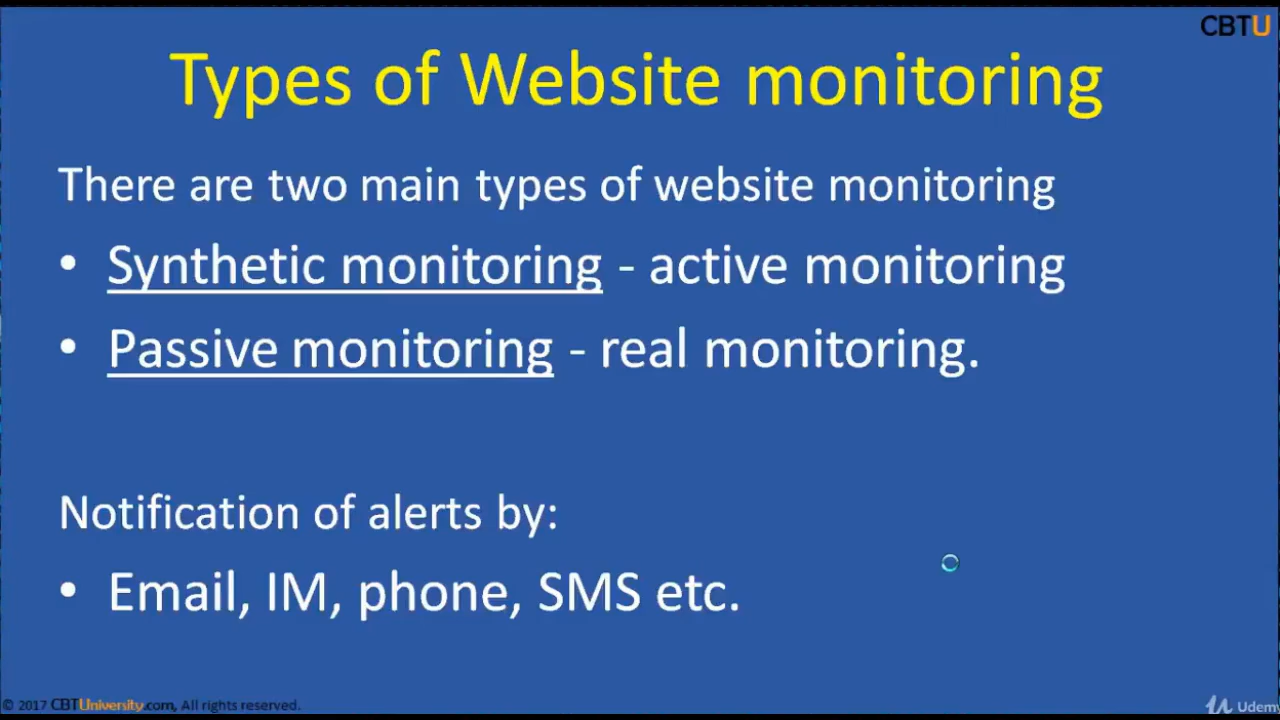 CBTU
Types of Website monitoring
There are two main types of website monitoring
• Synthetic monitoring - active monitoring
• Passive monitoring - real monitoring.
Notification of alerts by:
• Email, IM, phone, SMS etc.
© 2017 CBTUniversity.com, All rights reserved.
Udemy